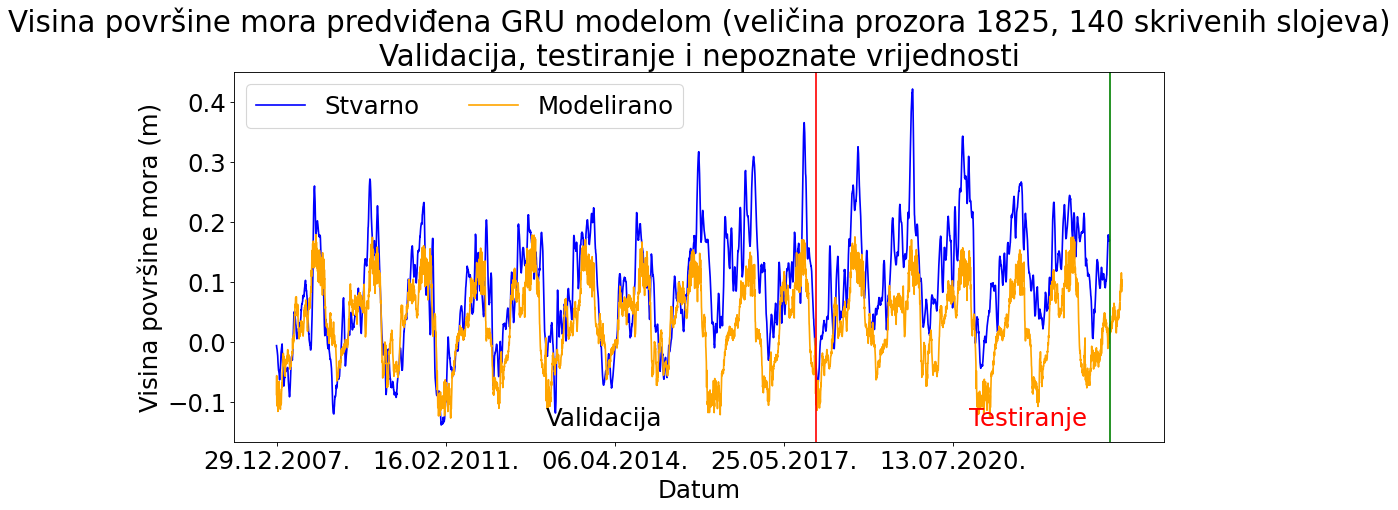 Visina površine mora predviđena GRU modelom (veličina prozora 1825, 140 skrivenih slojeva)
Validacija, testiranje i nepoznate vrijednosti
Stvarno
Modelirano
Visina površine mora (m)
0.4
0.3
0.2
0.1
0.0
−0.1
Validacija
Testiranje
29.12.2007.
16.02.2011.
06.04.2014.
25.05.2017.
13.07.2020.
Datum